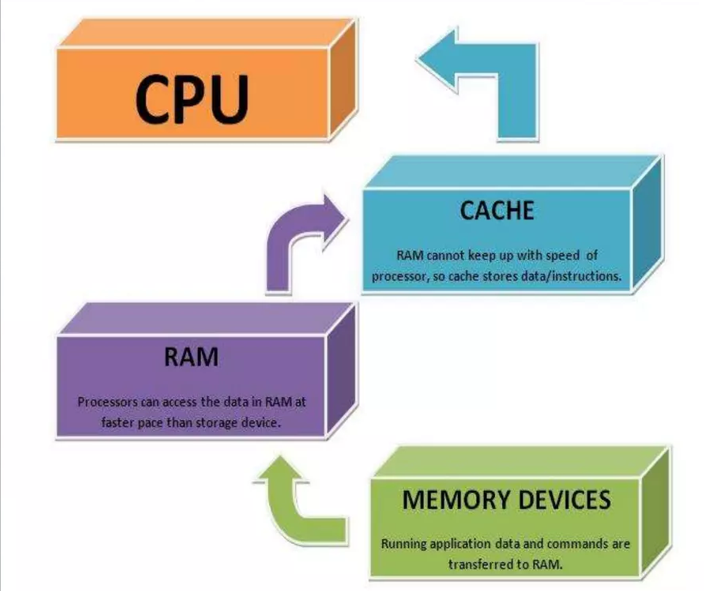 CPU
CACHE
RAM cannot keep up with speed of
processor, so cache stores data/instructions.
RAM
Processors can access the data in RAM at
faster pace than storage device.
MEMORY DEVICES
Running application data and commands are
transferred to RAM.